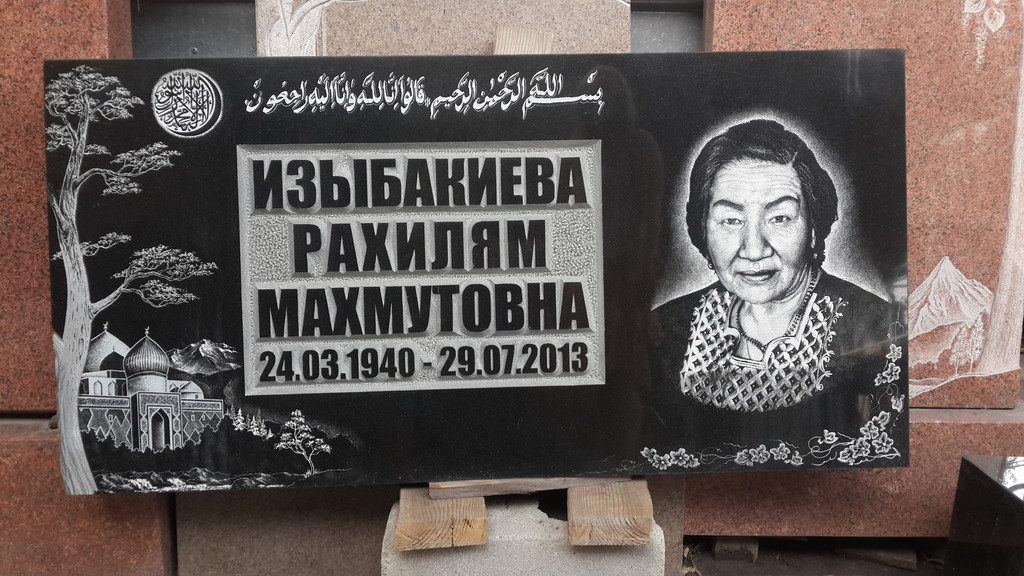 بسم الله الرحمن الرحيم قالوا انا لله وانا اليه راجعون
ИЗЫБАКИЕВА
РАХИЛЯМ
МАХМУТОВНА
24.03.1940 - 29.07.2013